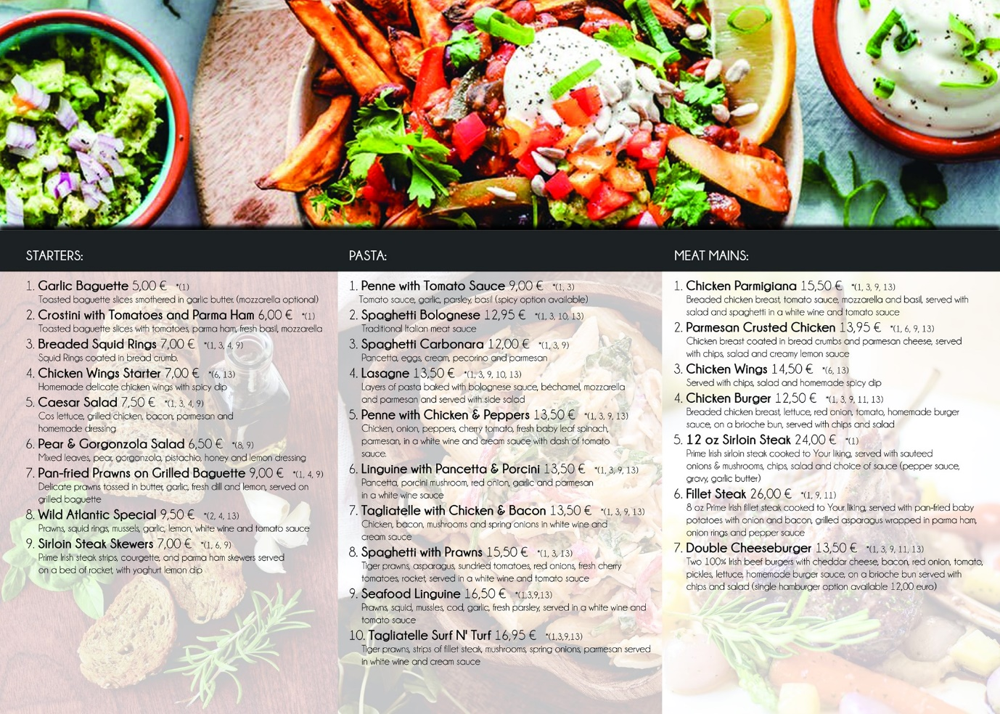 STARTERS:
1. Garlic Baguette 5,00 € *(1)
Toasted baguette slices smothered in garlic butter. (mozzarella optional)
2. Crostini with Tomatoes and Parma Ham 6,00 € *(1)
Toasted baguette slices with tomatoes, parma ham, fresh basil, mozzarella
3. Breaded Squid Rings 7,00 € *(1, 3, 4, 9)
Squid Rings coated in bread crumb.
4. Chicken Wings Starter 7,00 € *(6, 13)
Homemade delicate chicken wings with spicy dip
5. Caesar Salad 7,50 € *(1, 3, 4, 9)
Cos lettuce, grilled chicken, bacon, parmesan and
homemade dressing
6. Pear & Gorgonzola Salad 6,50 € *(8, 9)
Mixed leaves, pear, gorgonzola, pistachio, honey and lemon dressing
7. Pan-fried Prawns on Grilled Baguette 9,00 € *(1, 4, 9)
Delicate prawns tossed in butter, garlic, fresh dill and lemon, served on
grilled baguette
8. Wild Atlantic Special 9,50 € *(2, 4, 13)
Prawns, squid rings, mussels, garlic, lemon, white wine and tomato sauce
9. Sirloin Steak Skewers 7,00 € *(1, 6, 9)
Prime Irish steak strips, courgette, and parma ham skewers served
on a bed of rocket, with yoghurt lemon dip
PASTA:
1. Penne with Tomato Sauce 9,00 € *(1, 3)
Tomato sauce, garlic, parsley, basil (spicy option available)
2. Spaghetti Bolognese 12,95 € *(1, 3, 10, 13)
Traditional Italian meat sauce
3. Spaghetti Carbonara 12,00 € *(1, 3, 9)
Pancetta, eggs, cream, pecorino and parmesan
4. Lasagne 13,50 € *(1, 3, 9, 10, 13)
Layers of pasta baked with bolognese sauce, béchamel, mozzarella
and parmesan and served with side salad
5. Penne with Chicken & Peppers 13,50 € *(1, 3, 9, 13)
Chicken, onion, peppers, cherry tomato, fresh baby leaf spinach,
parmesan, in a white wine and cream sauce with dash of tomato
sauce.
6. Linguine with Pancetta & Porcini 13,50 € *(1, 3, 9, 13)
Pancetta, porcini mushroom, red onion, garlic and parmesan
in a white wine sauce
7. Tagliatelle with Chicken & Bacon 13,50 € *(1, 3, 9, 13)
Chicken, bacon, mushrooms and spring onions in white wine and
cream sauce
8. Spaghetti with Prawns 15,50 € *(1, 3, 13)
Tiger prawns, asparagus, sundried tomatoes, red onions, fresh cherry
tomatoes, rocket, served in a white wine and tomato sauce
9. Seafood Linguine 16,50 € *(1,3,9,13)
Prawns, squid, mussles, cod, garlic, fresh parsley, served in a white wine and
tomato sauce
10. Tagliatelle Surf N' Turf 16,95 € *(1,3,9,13)
Tiger prawns, strips of fillet steak, mushrooms, spring onions, parmesan served
in white wine and cream sauce
MEAT MAINS:
1. Chicken Parmigiana 15,50 € *(1, 3, 9, 13)
Breaded chicken breast, tomato sauce, mozzarella and basil, served with
salad and spaghetti in a white wine and tomato sauce
2. Parmesan Crusted Chicken 13,95 € *(1, 6, 9, 13)
Chicken breast coated in bread crumbs and parmesan cheese, served
with chips, salad and creamy lemon sauce
3. Chicken Wings 14,50 € *(6, 13)
Served with chips, salad and homemade spicy dip
4. Chicken Burger 12,50 € *(1, 3, 9, 11, 13)
Breaded chicken breast, lettuce, red onion, tomato, homemade burger
sauce, on a brioche bun, served with chips and salad
5. 12 oz Sirloin Steak 24,00 € *(1)
Prime Irish sirloin steak cooked to Your liking, served with sauteed
onions & mushrooms, chips, salad and choice of sauce (pepper sauce,
gravy, garlic butter)
6. Fillet Steak 26,00 € *(1, 9, 11)
8 oz Prime Irish fillet steak cooked to Your liking, served with pan-fried baby
potatoes with onion and bacon, grilled asparagus wrapped in parma ham,
onion rings and pepper sauce
7. Double Cheeseburger 13,50 € *(1, 3, 9, 11, 13)
Two 100% Irish beef burgers with cheddar cheese, bacon, red onion, tomato,
pickles, lettuce, homemade burger sauce, on a brioche bun served with
chips and salad (single hamburger option available 12,00 euro)